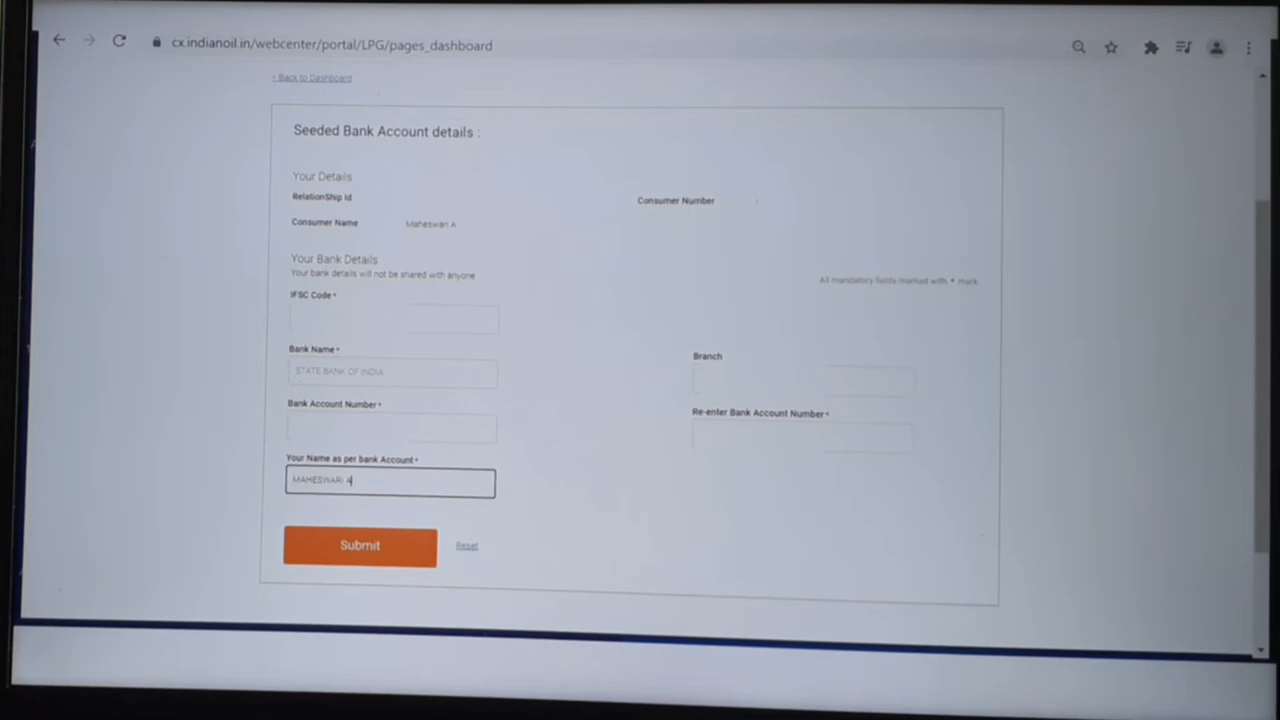 cx.indianoil.in/webcenter/portal/LPG/pages_dashboard
< Back to Dashboard
Seeded Bank Account details :
Your Details
RelationShip Id
Consumer Number
Consumer Name Maheswari A
Your Bank Details
Your bank details will not be shared with anyone
All mandatory fields marked with * mark
IFSC Code*
Bank Name*
Branch
STATE BANK OF INDIA
Bank Account Number*
Re-enter Bank Account Number*
Your Name as per bank Account*
MAHESWARI A
Submit Reset